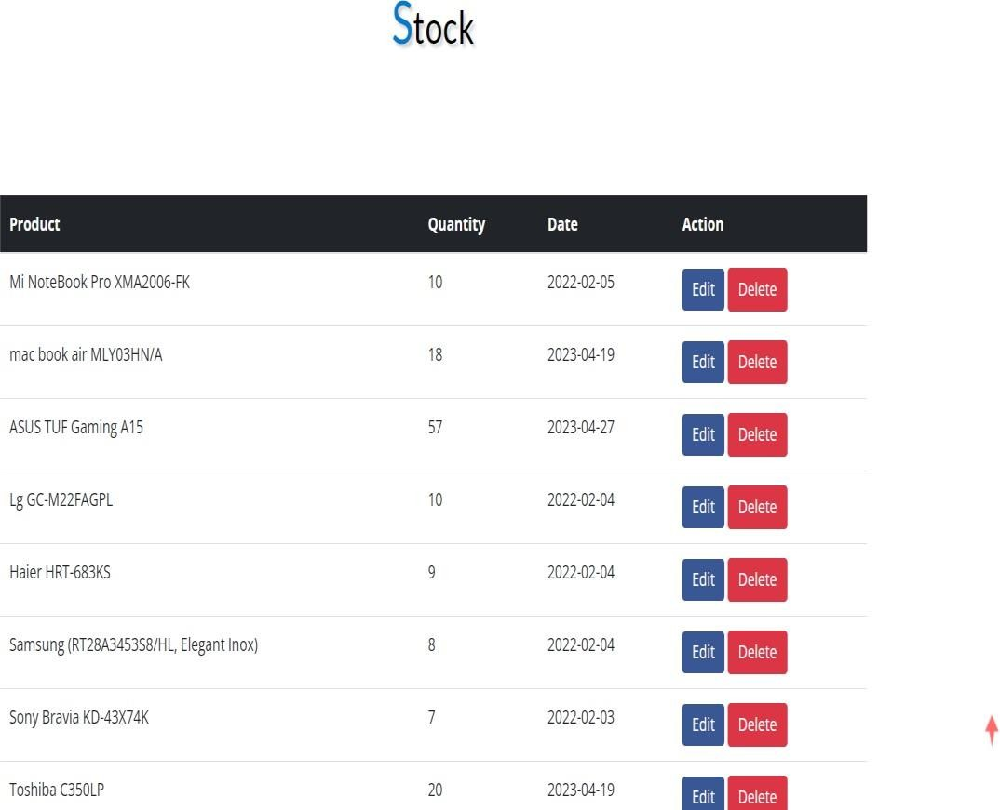 Stock
Product Quantity Date Action
Mi NoteBook Pro XMA2006-FK 10 2022-02-05 Edit Delete
mac book air MLY03HN/A 18 2023-04-19 Edit Delete
ASUS TUF Gaming A15 57 2023-04-27 Edit Delete
Lg GC-M22FAGPL 10 2022-02-04 Edit Delete
Haier HRT-683KS 9 2022-02-04 Edit Delete
Samsung (RT28A3453S8/HL, Elegant Inox) 8 2022-02-04 Edit Delete
Sony Bravia KD-43X74K 7 2022-02-03 Edit Delete
Toshiba C350LP 20 2023-04-19 Edit Delete